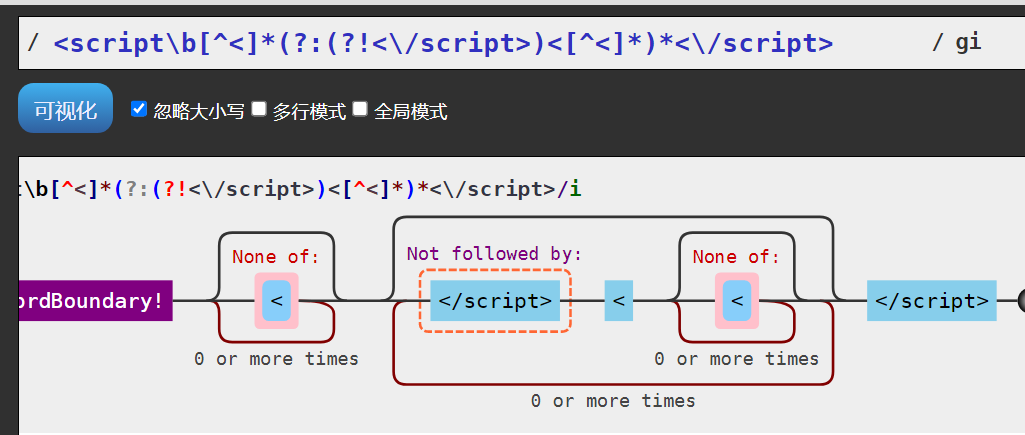 / <script\b[^<]*(?:(?!<\/script>)<[^<]*)*<\/script> / gi
可视化 忽略大小写 多行模式 全局模式
\b[^<]*(?:(?!<\/script>)<[^<]*)*<\/script>/i
None of: Not followed by: None of:
ordBoundary! < </script> < < </script>
0 or more times 0 or more times
0 or more times